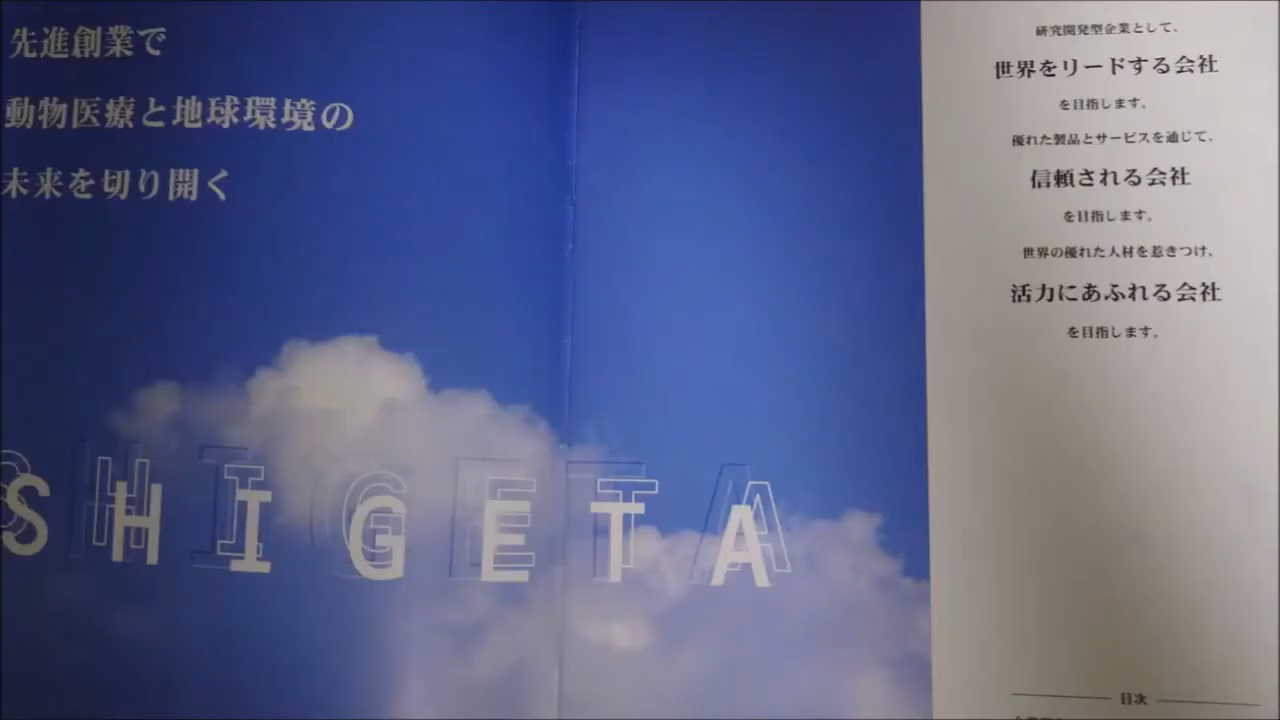 先進創業で
動物医療と地球環境の
未来を切り開く
SHIGETA
研究開発型企業として、
世界をリードする会社
を目指します。
優れた製品とサービスを通じて、
信頼される会社
を目指します。
世界の優れた人材を惹きつけ、
活力にあふれる会社
を目指します。
目次